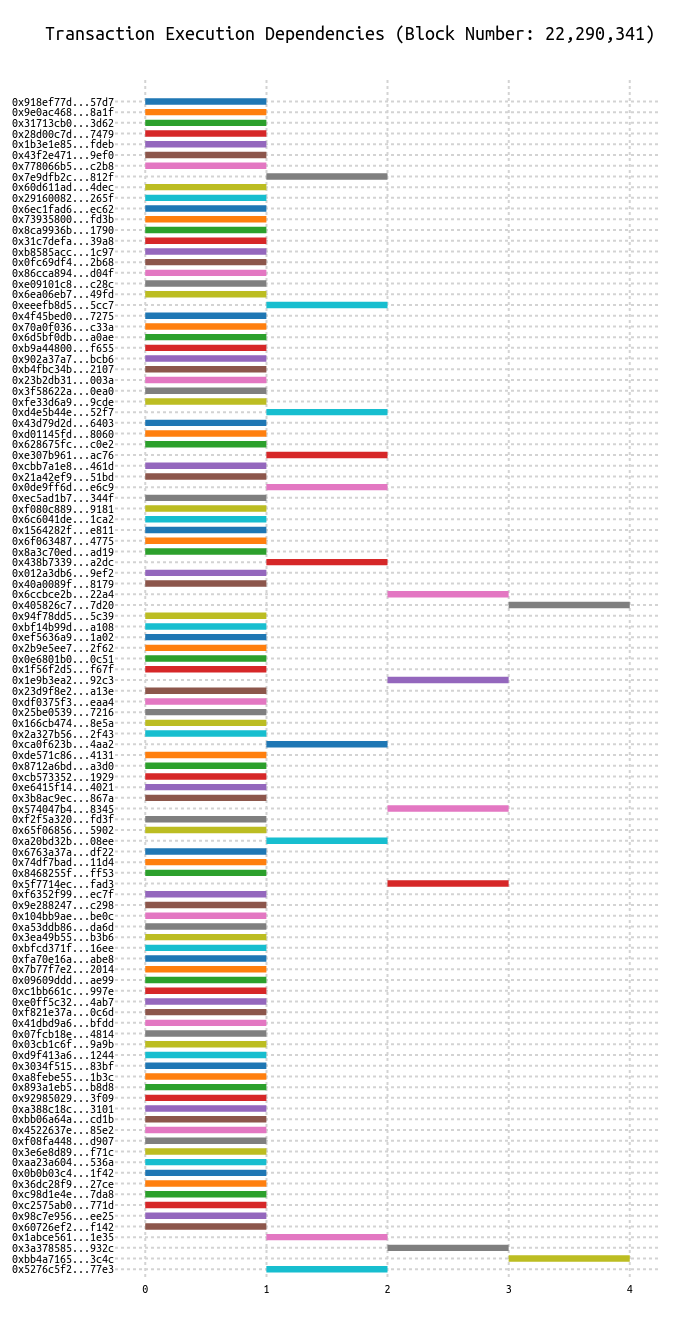 Transaction Execution Dependencies (Block Number: 22,290,341)
0x918ef77d...57d7
0x9e0ac468...8a1f
0x31713cb0...3d62
0x28d00c7d...7479
0x1b3e1e85...fdeb
0x43f2e471...9ef0
0x778066b5...c2b8
0x7e9dfb2c...812f
0x60d611ad...4dec
0x29160082...265f
0x6ec1fad6...ec62
0x73935800...fd3b
0x8ca9936b...1790
0x31c7defa...39a8
0xb8585acc...1c97
0x0fc69df4...2b68
0x86cca894...d04f
0xe09101c8...c28c
0x6ea06eb7...49fd
0xeeefb8d5...5cc7
0x4f45bed0...7275
0x70a0f036...c33a
0x6d5bf0db...a0ae
0xb9a44800...f655
0x902a37a7...bcb6
0xb4fbc34b...2107
0x23b2db31...003a
0x3f58622a...0ea0
0xfe33d6a9...9cde
0xd4e5b44e...52f7
0x43d79d2d...6403
0xd01145fd...8060
0x628675fc...c0e2
0xe307b961...ac76
0xcbb7a1e8...461d
0x21a42ef9...51bd
0x0de9ff6d...e6c9
0xec5ad1b7...344f
0xf080c889...9181
0x6c6041de...1ca2
0x1564282f...e811
0x6f063487...4775
0x8a3c70ed...ad19
0x438b7339...a2dc
0x012a3db6...9ef2
0x40a0089f...8179
0x6ccbce2b...22a4
0x405826c7...7d20
0x94f78dd5...5c39
0xbf14b99d...a108
0xef5636a9...1a02
0x2b9e5ee7...2f62
0x0e6801b0...0c51
0x1f56f2d5...f67f
0x1e9b3ea2...92c3
0x23d9f8e2...a13e
0xdf0375f3...eaa4
0x25be0539...7216
0x166cb474...8e5a
0x2a327b56...2f43
0xca0f623b...4aa2
0xde571c86...4131
0x8712a6bd...a3d0
0xcb573352...1929
0xe6415f14...4021
0x3b8ac9ec...867a
0x574047b4...8345
0xf2f5a320...fd3f
0x65f06856...5902
0xa20bd32b...08ee
0x6763a37a...df22
0x74df7bad...11d4
0x8468255f...ff53
0x5f7714ec...fad3
0xf6352f99...ec7f
0x9e288247...c298
0x104bb9ae...be0c
0xa53ddb86...da6d
0x3ea49b55...b3b6
0xbfcd371f...16ee
0xfa70e16a...abe8
0x7b77f7e2...2014
0x09609ddd...ae99
0xc1bb661c...997e
0xe0ff5c32...4ab7
0xf821e37a...0c6d
0x41dbd9a6...bfdd
0x07fcb18e...4814
0x03cb1c6f...9a9b
0xd9f413a6...1244
0x3034f515...83bf
0xa8febe55...1b3c
0x893a1eb5...b8d8
0x92985029...3f09
0xa388c18c...3101
0xbb06a64a...cd1b
0x4522637e...85e2
0xf08fa448...d907
0x3e6e8d89...f71c
0xaa23a604...536a
0x0b0b03c4...1f42
0x36dc28f9...27ce
0xc98d1e4e...7da8
0xc2575ab0...771d
0x98c7e956...ee25
0x60726ef2...f142
0x1abce561...1e35
0x3a378585...932c
0xbb4a7165...3c4c
0x5276c5f2...77e3
0 1 2 3 4